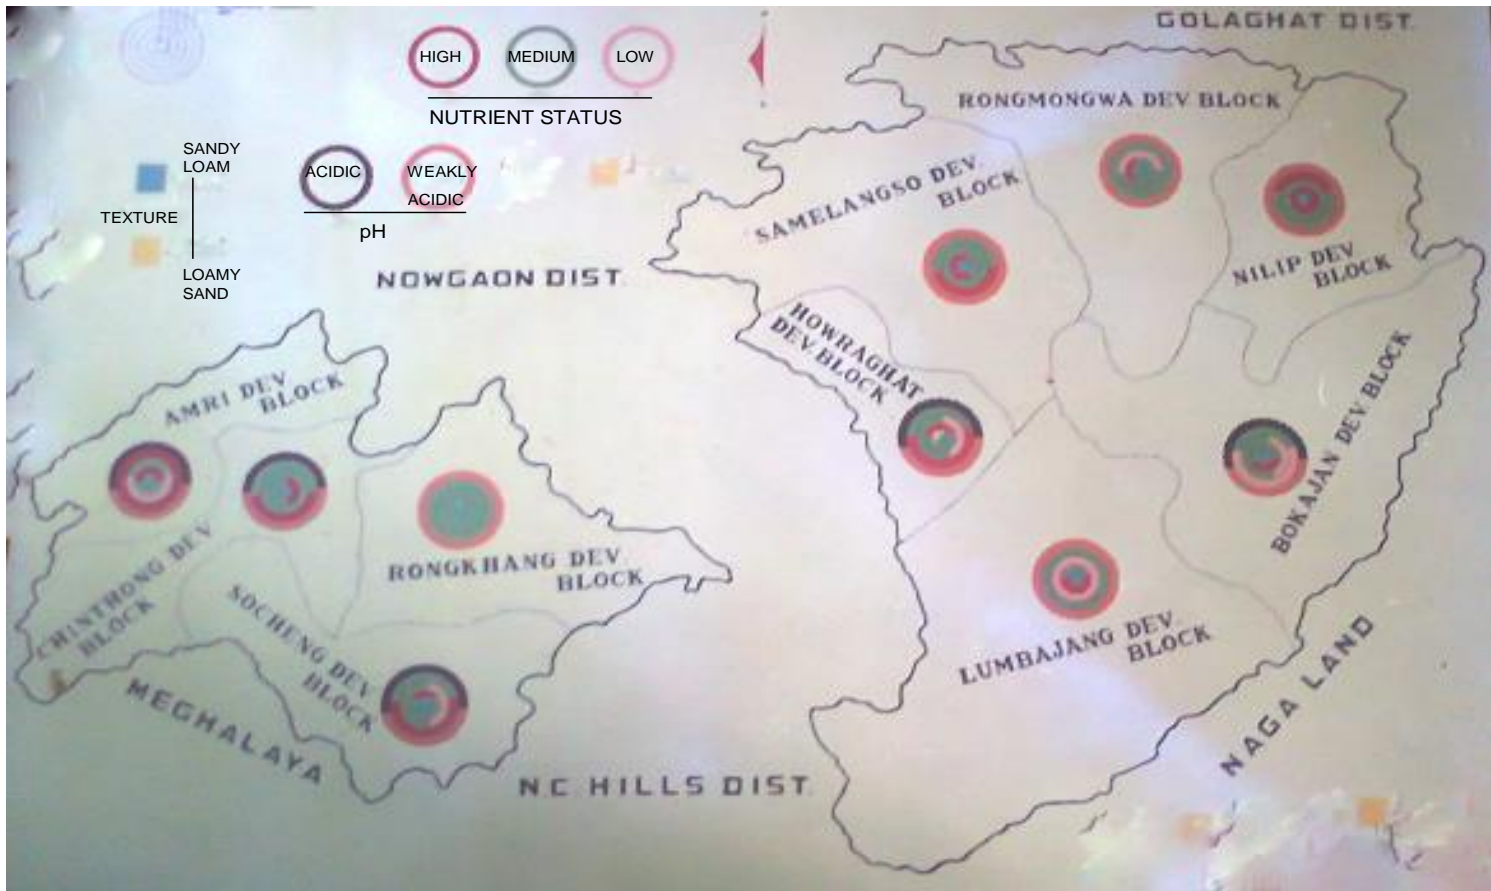 GOLAGHAT DIST.
HIGH
MEDIUM
LOW
NUTRIENT STATUS
RONGMONGWA DEV BLOCK
SANDY
LOAM
ACIDIC
WEAKLY
ACIDIC
TEXTURE
pH
LOAMY
SAND
SAMELANGSO DEV.
BLOCK
NILIP DEV
BLOCK
NOWGAON DIST.
HOWRAGHAT
DEV.BLOCK
AMRI DEV
BLOCK
BOKAJAN DEV BLOCK
CHINTHONG DEV
BLOCK
RONGKHANG DEV.
BLOCK
SOCHENG DEV
BLOCK
LUMBAJANG DEV.
BLOCK
MEGHALAYA
NAGA LAND
NC HILLS DIST.